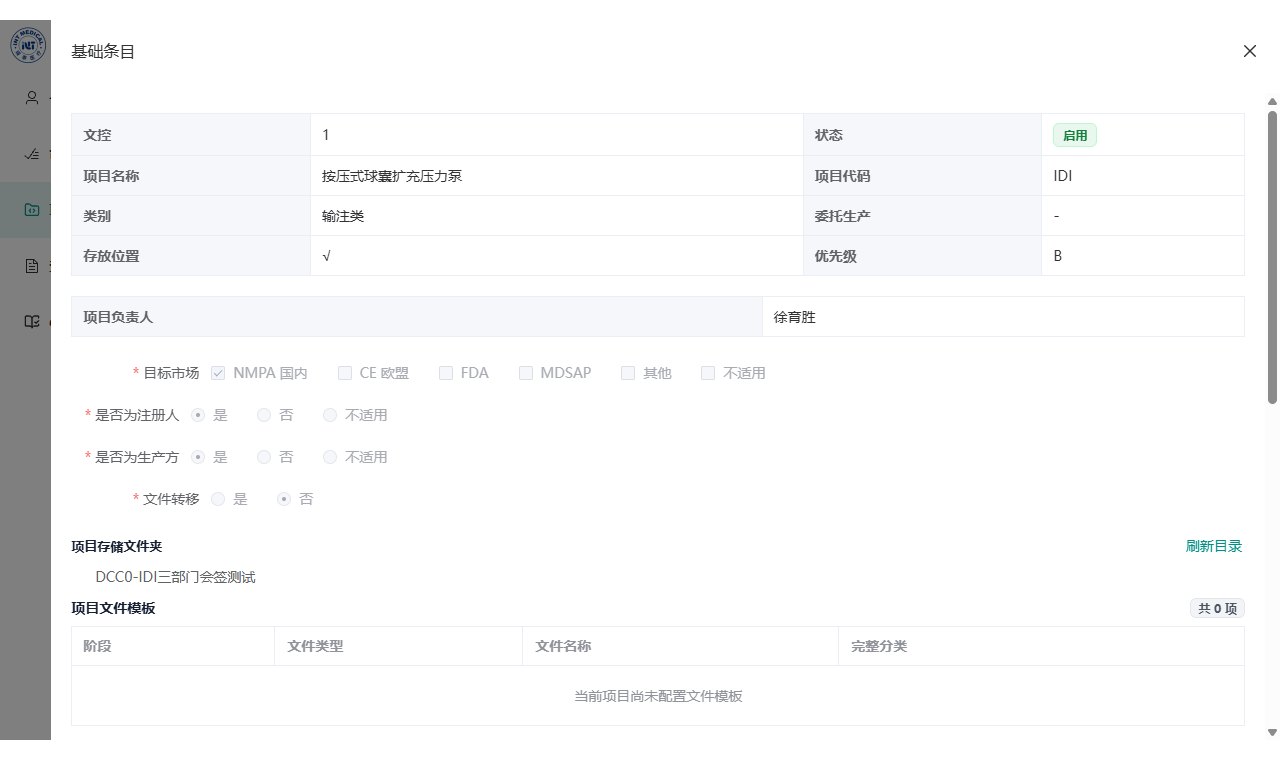 INT MEDICAL
INT
基础条目
文控 1 状态 启用
项目名称 按压式球囊扩充压力泵 项目代码 IDI
类别 输注类 委托生产 -
存放位置 √ 优先级 B
项目负责人 徐育胜
* 目标市场 NMPA 国内 CE 欧盟 FDA MDSAP 其他 不适用
* 是否为注册人 是 否 不适用
* 是否为生产方 是 否 不适用
* 文件转移 是 否
项目存储文件夹 刷新目录
DCC0-IDI三部门会签测试
项目文件模板 共 0 项
阶段 文件类型 文件名称 完整分类
当前项目尚未配置文件模板